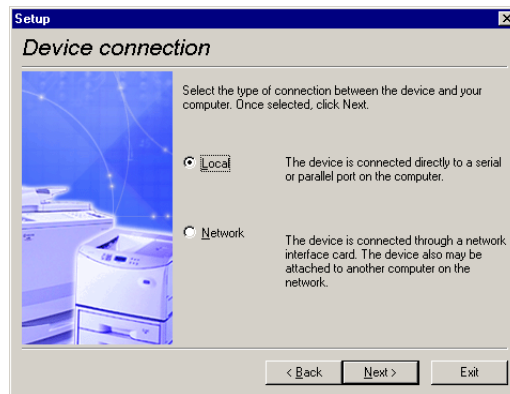 Setup
Device connection
Select the type of connection between the device and your
computer. Once selected, click Next.
Local
The device is connected directly to a serial
or parallel port on the computer.
Network
The device is connected through a network
interface card. The device also may be
attached to another computer on the
network.
< Back
Next >
Exit